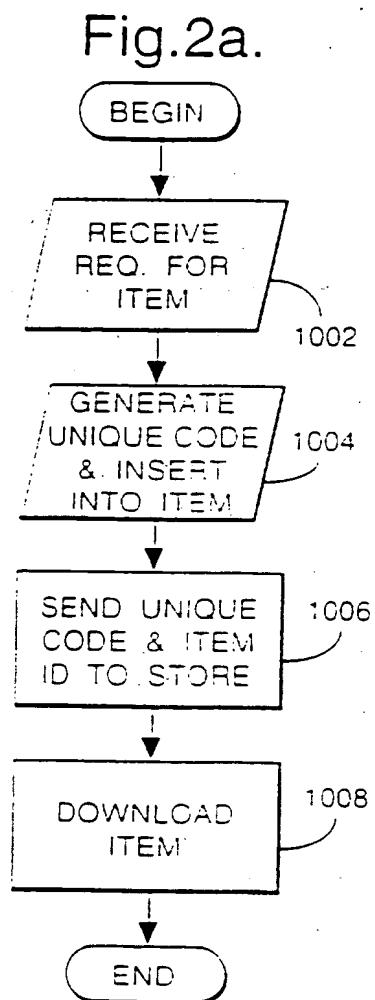 Fig.2a.
BEGIN
RECEIVE
REQ. FOR
ITEM
1002
GENERATE
UNIQUE CODE
& INSERT
INTO ITEM
1004
SEND UNIQUE
CODE & ITEM
ID TO STORE
1006
DOWNLOAD
ITEM
1008
END